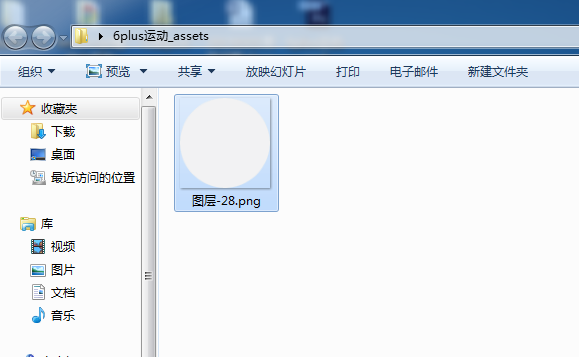 6plus运动_assets
组织 预览 共享 放映幻灯片 打印 电子邮件 新建文件夹
收藏夹
下载
桌面
最近访问的位置
库
视频
图片
文档
音乐
图层-28.png